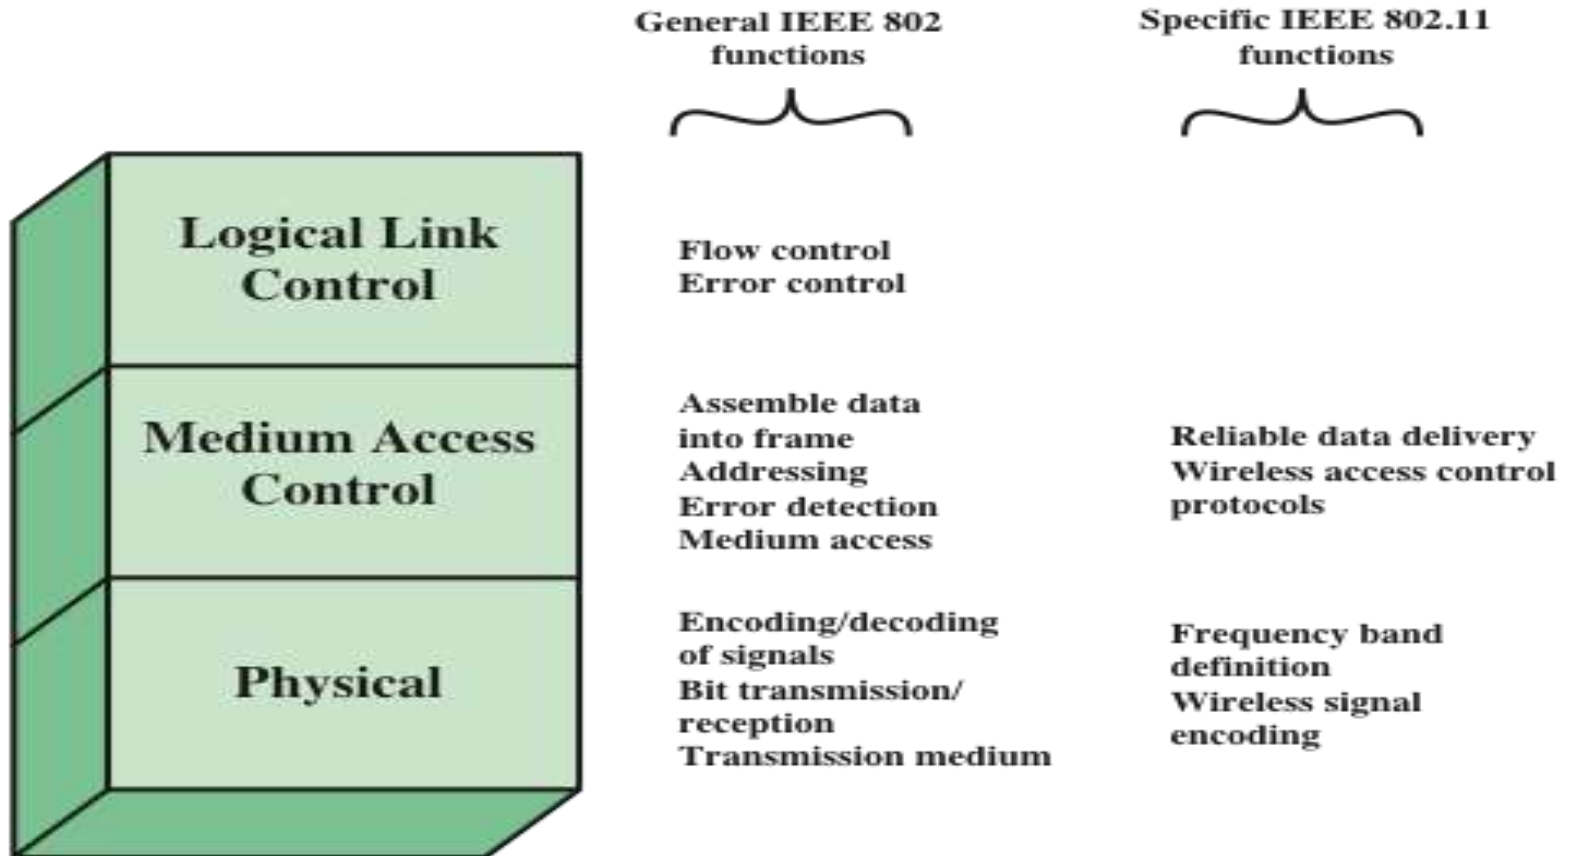 General IEEE 802
functions
Specific IEEE 802.11
functions
Logical Link
Control
Flow control
Error control
Medium Access
Control
Assemble data
into frame
Addressing
Error detection
Medium access
Reliable data delivery
Wireless access control
protocols
Physical
Encoding/decoding
of signals
Bit transmission/
reception
Transmission medium
Frequency band
definition
Wireless signal
encoding